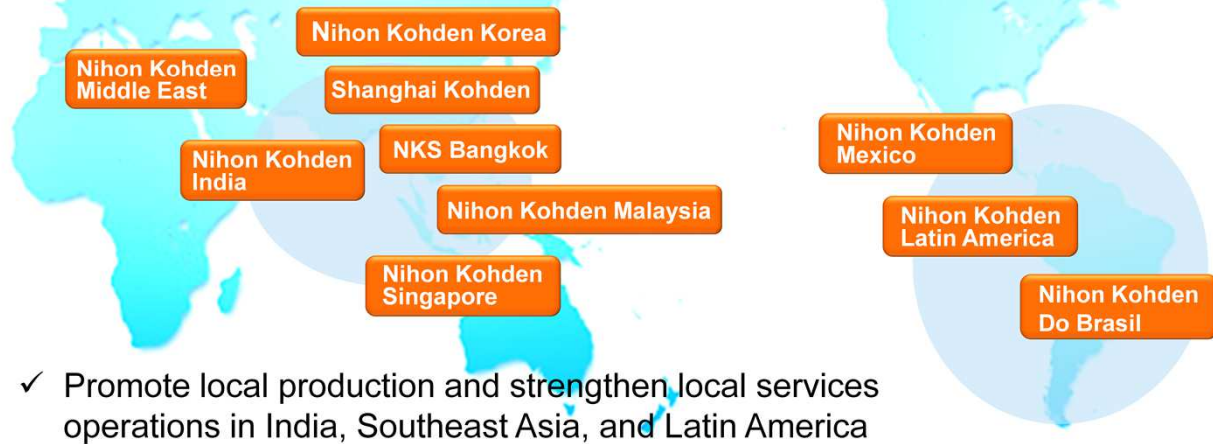 Nihon Kohden Korea
Nihon Kohden
Middle East
Shanghai Kohden
NKS Bangkok
Nihon Kohden
India
Nihon Kohden Malaysia
Nihon Kohden
Singapore
Nihon Kohden
Mexico
Nihon Kohden
Latin America
Nihon Kohden
Do Brasil
✓ Promote local production and strengthen local services
operations in India, Southeast Asia, and Latin America